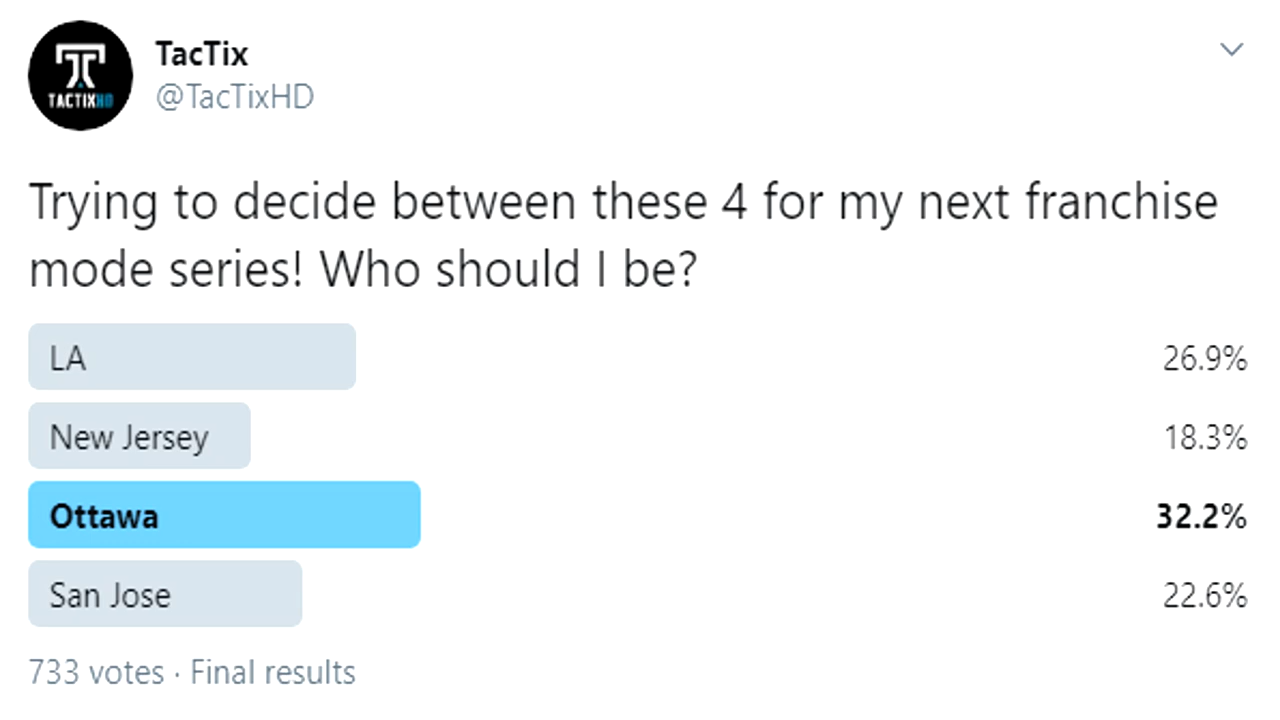 TACTIXHD
TacTix
@TacTixHD
Trying to decide between these 4 for my next franchise
mode series! Who should I be?
LA 26.9%
New Jersey 18.3%
Ottawa 32.2%
San Jose 22.6%
733 votes · Final results